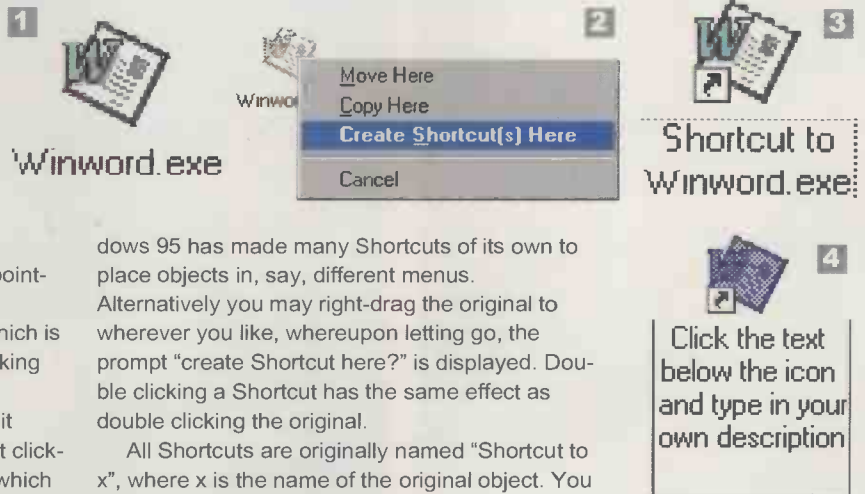 1
Winword.exe
2
Move Here
Copy Here
Create Shortcut(s) Here
Cancel
3
Shortcut to
Winword.exe
4
Click the text
below the icon
and type in your
own description
point-
hich is
king
it
t click-
which
dows 95 has made many Shortcuts of its own to
place objects in, say, different menus.
Alternatively you may right-drag the original to
wherever you like, whereupon letting go, the
prompt “create Shortcut here?” is displayed. Dou-
ble clicking a Shortcut has the same effect as
double clicking the original.
All Shortcuts are originally named “Shortcut to
x”, where x is the name of the original object. You